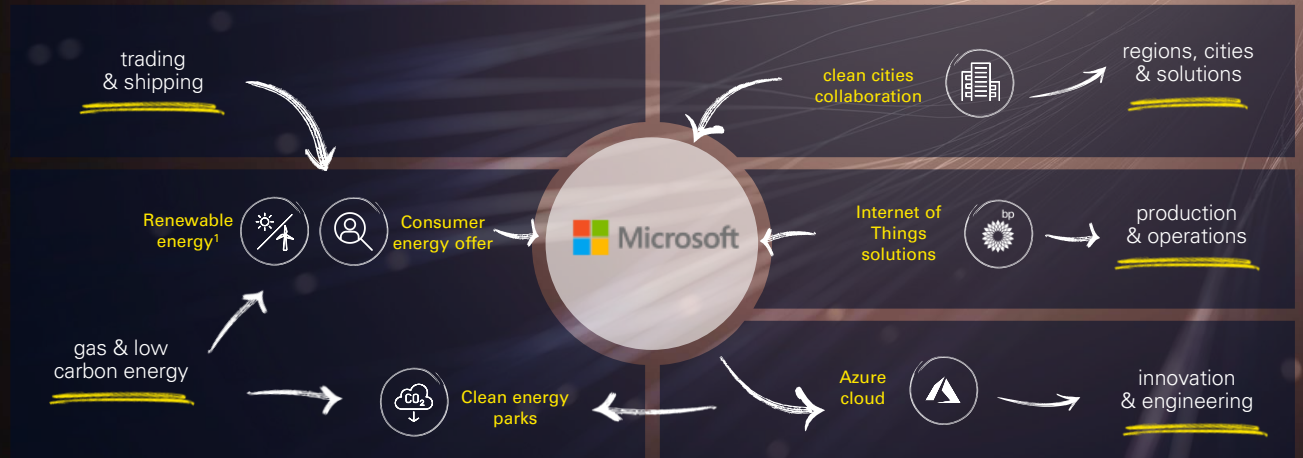 trading
& shipping
clean cities
collaboration
regions, cities
& solutions
Renewable
energy¹
Consumer
energy offer
Microsoft
Internet of
Things
solutions
bp
production
& operations
gas & low
carbon energy
CO₂
Clean energy
parks
Azure
cloud
innovation
& engineering